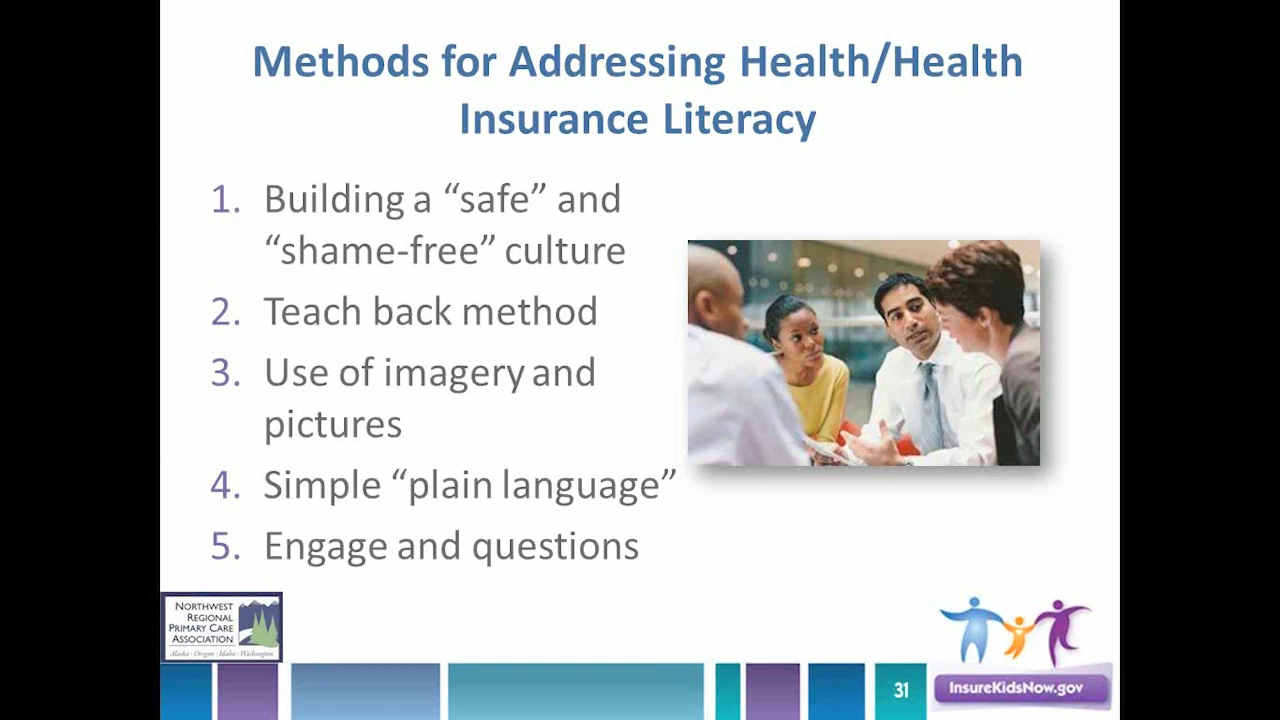 Methods for Addressing Health/Health
Insurance Literacy
1. Building a “safe” and
“shame-free” culture
2. Teach back method
3. Use of imagery and
pictures
4. Simple “plain language”
5. Engage and questions
NORTHWEST
REGIONAL
PRIMARY CARE
ASSOCIATION
Alaska · Oregon · Idaho · Washington
31
InsureKidsNow.gov